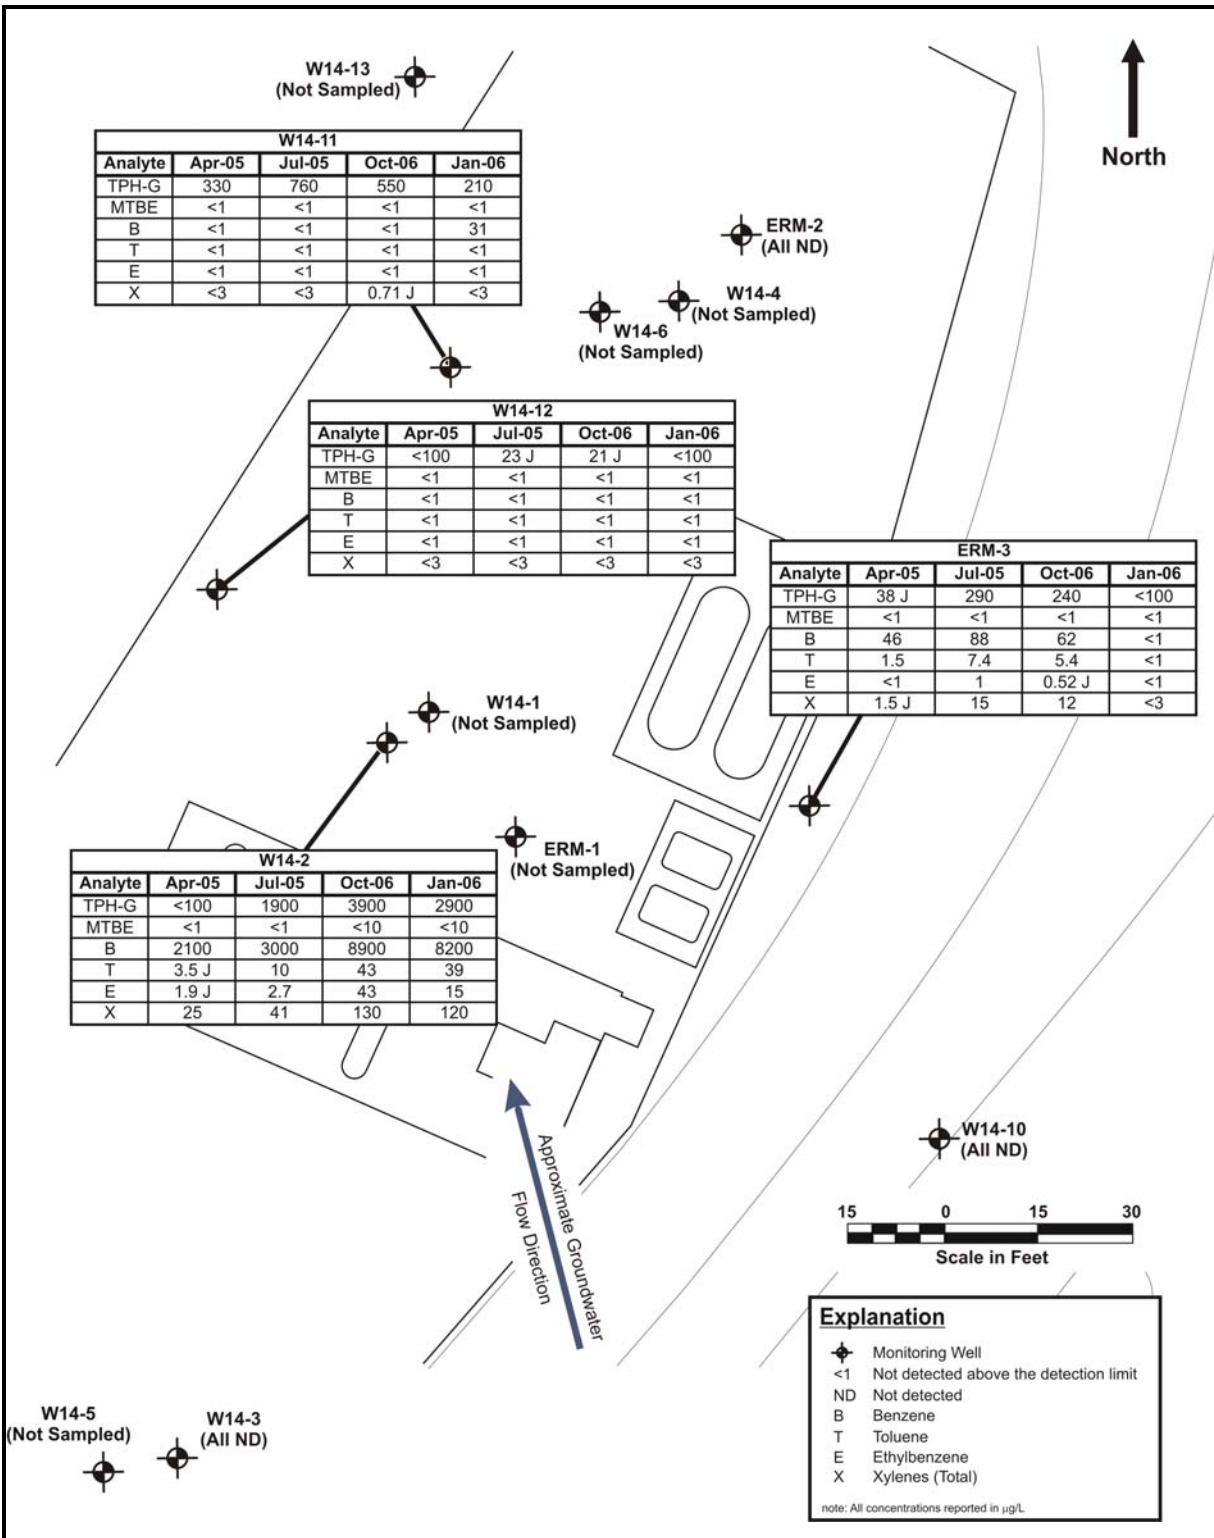 W14-13
(Not Sampled)
North
W14-11
Analyte Apr-05 Jul-05 Oct-06 Jan-06
TPH-G 330 760 550 210
MTBE <1 <1 <1 <1
B <1 <1 <1 31
T <1 <1 <1 <1
E <1 <1 <1 <1
X <3 <3 0.71 J <3
ERM-2
(All ND)
W14-4
(Not Sampled)
W14-6
(Not Sampled)
W14-12
Analyte Apr-05 Jul-05 Oct-06 Jan-06
TPH-G <100 23 J 21 J <100
MTBE <1 <1 <1 <1
B <1 <1 <1 <1
T <1 <1 <1 <1
E <1 <1 <1 <1
X <3 <3 <3 <3
ERM-3
Analyte Apr-05 Jul-05 Oct-06 Jan-06
TPH-G 38 J 290 240 <100
MTBE <1 <1 <1 <1
B 46 88 62 <1
T 1.5 7.4 5.4 <1
E <1 1 0.52 J <1
X 1.5 J 15 12 <3
W14-1
(Not Sampled)
ERM-1
(Not Sampled)
W14-2
Analyte Apr-05 Jul-05 Oct-06 Jan-06
TPH-G <100 1900 3900 2900
MTBE <1 <1 <10 <10
B 2100 3000 8900 8200
T 3.5 J 10 43 39
E 1.9 J 2.7 43 15
X 25 41 130 120
Approximate Groundwater
Flow Direction
W14-10
(All ND)
15 0 15 30
Scale in Feet
Explanation
Monitoring Well
<1 Not detected above the detection limit
ND Not detected
B Benzene
T Toluene
E Ethylbenzene
X Xylenes (Total)
note: All concentrations reported in µg/L
W14-5
(Not Sampled)
W14-3
(All ND)